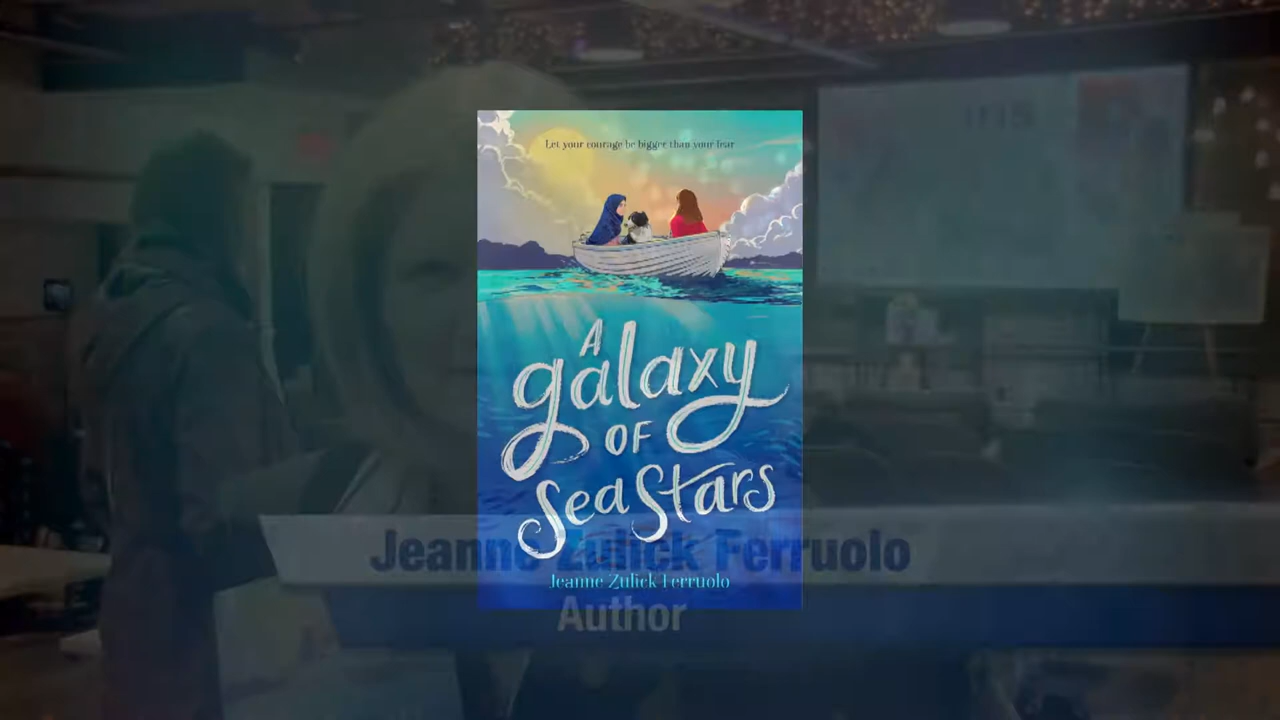 Let your courage be bigger than your fear
A
galaxy
OF
Sea Stars
Jeanne Zulick Ferruolo
Jeanne Zulick Ferruolo
Author